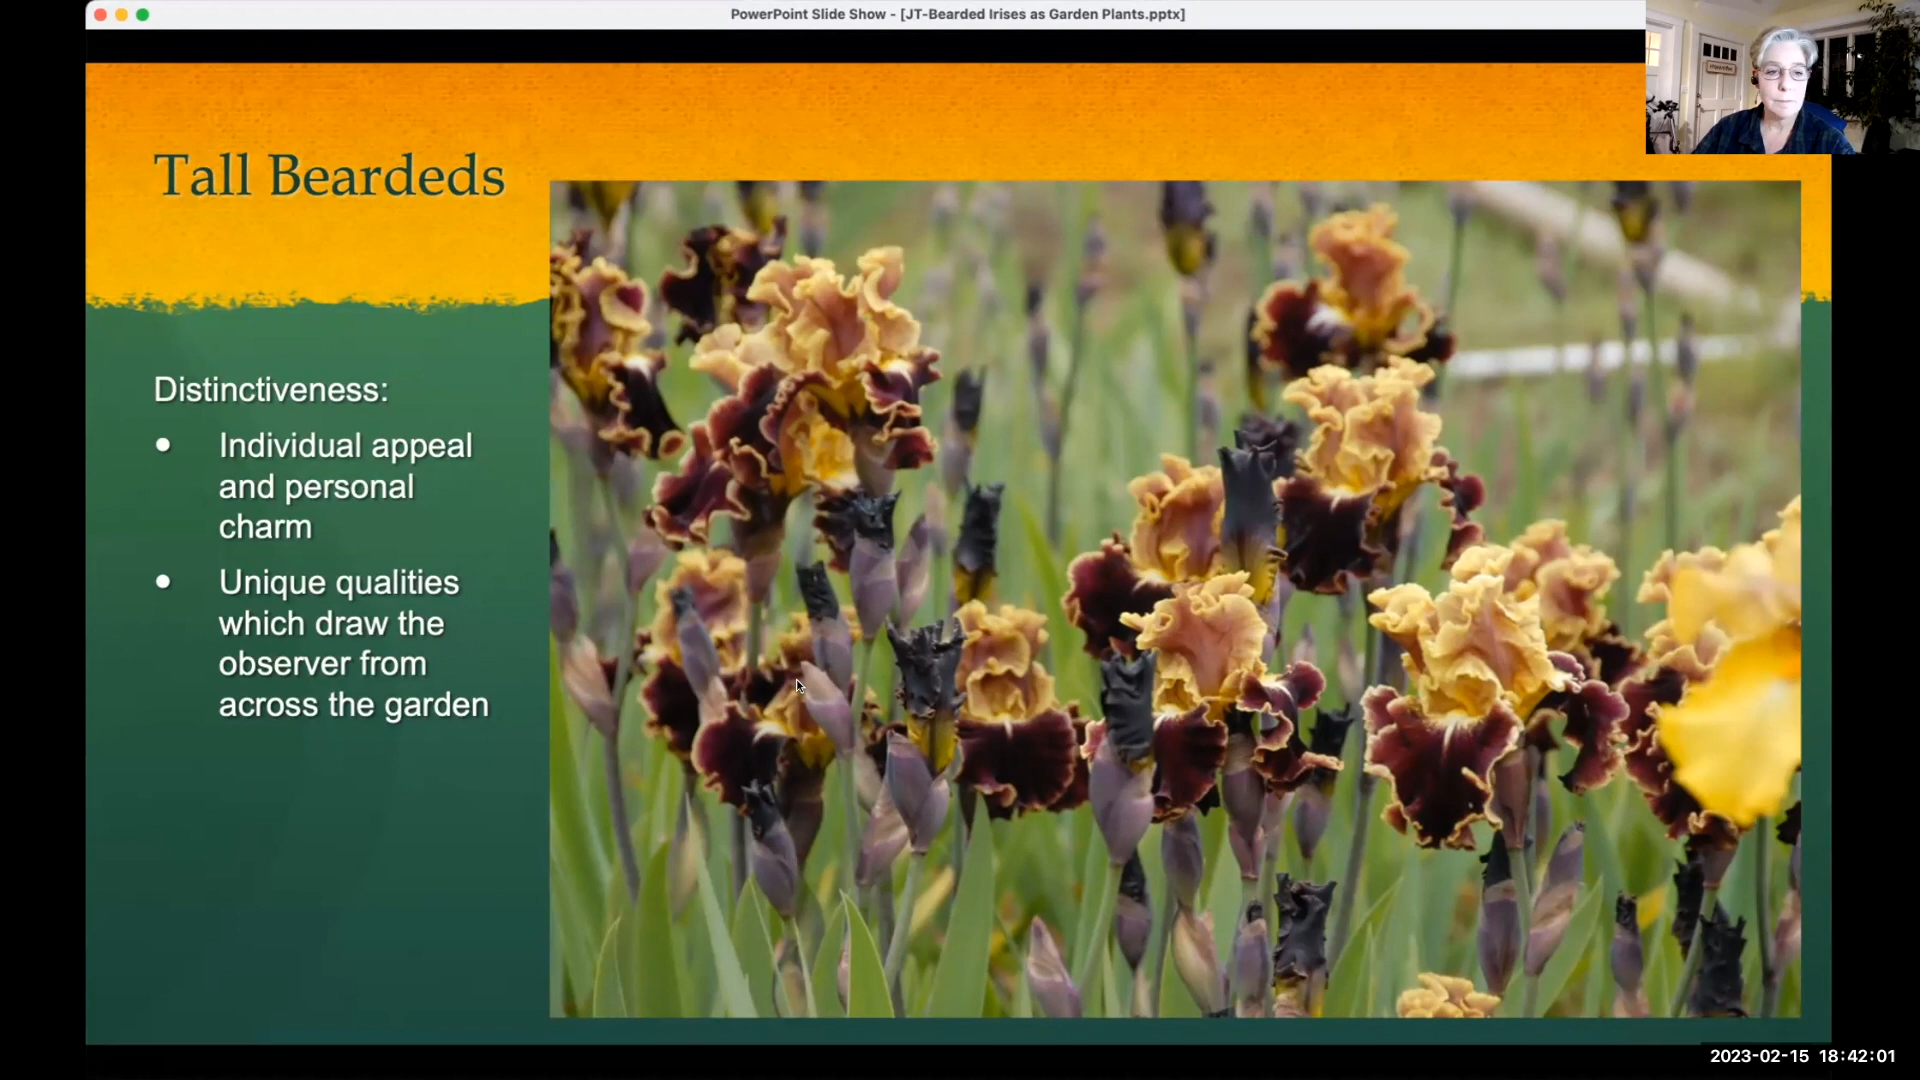 PowerPoint Slide Show - [JT-Bearded Irises as Garden Plants.pptx]
Tall Beardeds
Distinctiveness:
● Individual appeal
and personal
charm
● Unique qualities
which draw the
observer from
across the garden
2023-02-15 18:42:01